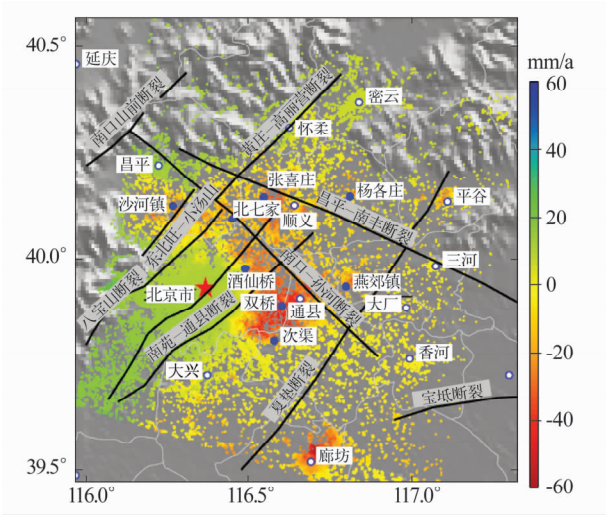 mm/a
40.5°
60
延庆
南口山前断裂
黄庄—高丽营断裂
密云
怀柔
40
昌平
张喜庄
杨各庄
平谷
沙河镇
北七家
顺义
昌平—南丰断裂
20
东北旺—小汤山
40.0°
三河
南口—孙河断裂
八宝山断裂
酒仙桥
燕郊镇
0
北京市
双桥
通县
大厂
南苑—通县断裂
次渠
香河
-20
大兴
夏垫断裂
宝坻断裂
-40
廊坊
39.5°
-60
116.0°
116.5°
117.0°